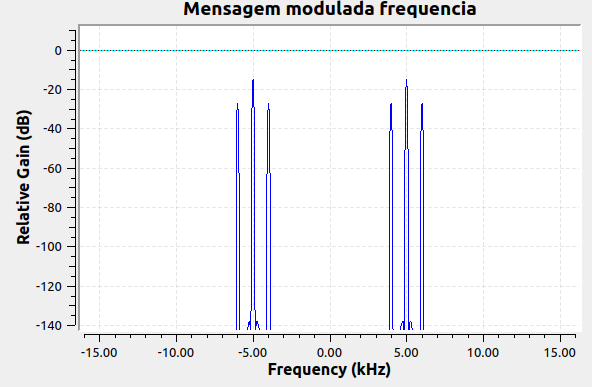 Mensagem modulada frequencia
Relative Gain (dB)
0
-20
-40
-60
-80
-100
-120
-140
-15.00 -10.00 -5.00 0.00 5.00 10.00 15.00
Frequency (kHz)